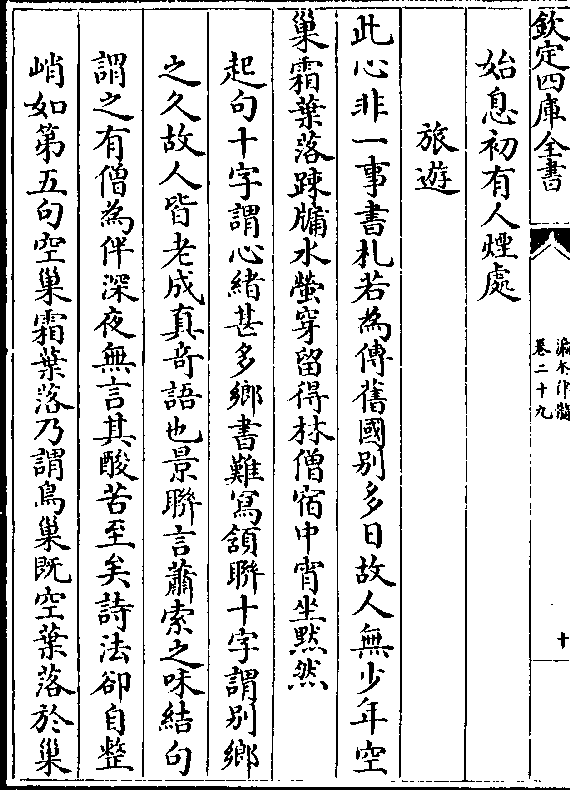 欽定四庫全書
瀛奎律髓
卷二十九
十
始息初有人煙處
旅遊
此心非一事書札若為傳舊國別多日故人無少年空
巢霜葉落踈牗水螢穿留得林僧宿中宵坐默然
起句十字謂心緒甚多鄉書難寫頷聯十字謂别鄉
之久故人皆老成真竒語也景聯言蕭索之味結句
謂之有僧為伴深夜無言其酸苦至矣詩法卻自整
峭如第五句空巢霜葉落乃謂鳥巢既空葉落於巢